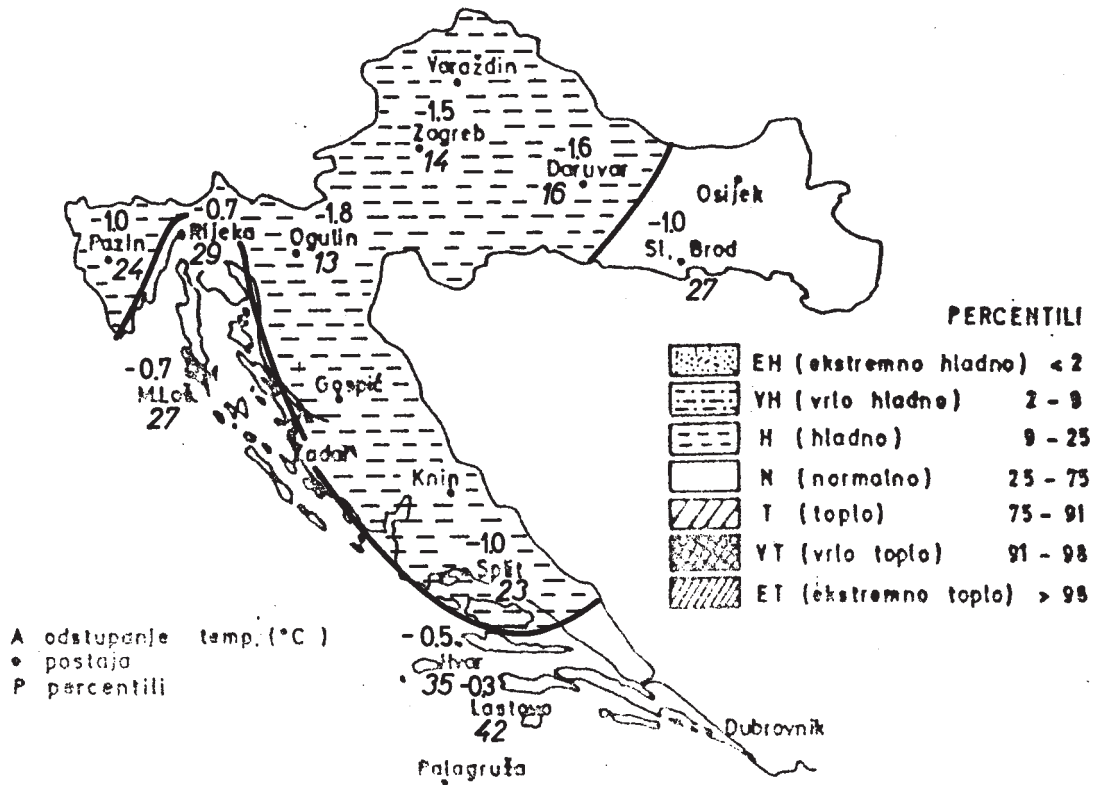 Varaždin
-1.5
Zagreb
14
-1.6
Daruvar
16
Osijek
-1.0
Sl. Brod
27
-1.0
Pazin
24
-0.7
Rijeka
29
-1.8
Ogulin
13
-0.7
M.Loš.
27
Gospić
Zadar
Knin
-1.0
Split
23
-0.5
Hvar
35
-0.3
Lastovo
42
Dubrovnik
Palagruža
PERCENTILI
EH (ekstremno hladno) < 2
VH (vrlo hladno) 2 - 9
H (hladno) 9 - 25
N (normalno) 25 - 75
T (toplo) 75 - 91
VT (vrlo toplo) 91 - 98
ET (ekstremno toplo) > 98
A odstupanje temp. (°C)
• postaja
P percentili